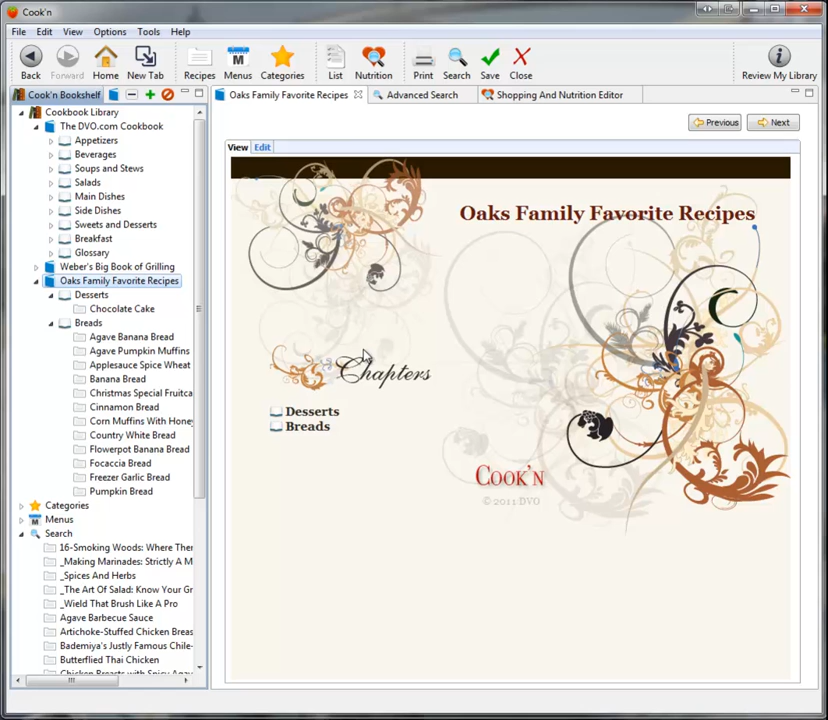 Cook'n
File Edit View Options Tools Help
Back Forward Home New Tab Recipes Menus Categories List Nutrition Print Search Save Close Review My Library
Cook'n Bookshelf
Oaks Family Favorite Recipes Advanced Search Shopping And Nutrition Editor
Cookbook Library
The DVO.com Cookbook
Appetizers
Beverages
Soups and Stews
Salads
Main Dishes
Side Dishes
Sweets and Desserts
Breakfast
Glossary
Weber's Big Book of Grilling
Oaks Family Favorite Recipes
Desserts
Chocolate Cake
Breads
Agave Banana Bread
Agave Pumpkin Muffins
Applesauce Spice Wheat
Banana Bread
Christmas Special Fruitca
Cinnamon Bread
Corn Muffins With Honey
Country White Bread
Flowerpot Banana Bread
Focaccia Bread
Freezer Garlic Bread
Pumpkin Bread
Categories
Menus
Search
16-Smoking Woods: Where Ther
_Making Marinades: Strictly A M
_Spices And Herbs
_The Art Of Salad: Know Your Gr
_Wield That Brush Like A Pro
Agave Barbecue Sauce
Artichoke-Stuffed Chicken Breas
Bademiya's Justly Famous Chile-
Butterflied Thai Chicken
Chicken Breasts with Spicy Agav
Previous Next
View Edit
Oaks Family Favorite Recipes
Chapters
Desserts
Breads
Cook'n
© 2011 DVO